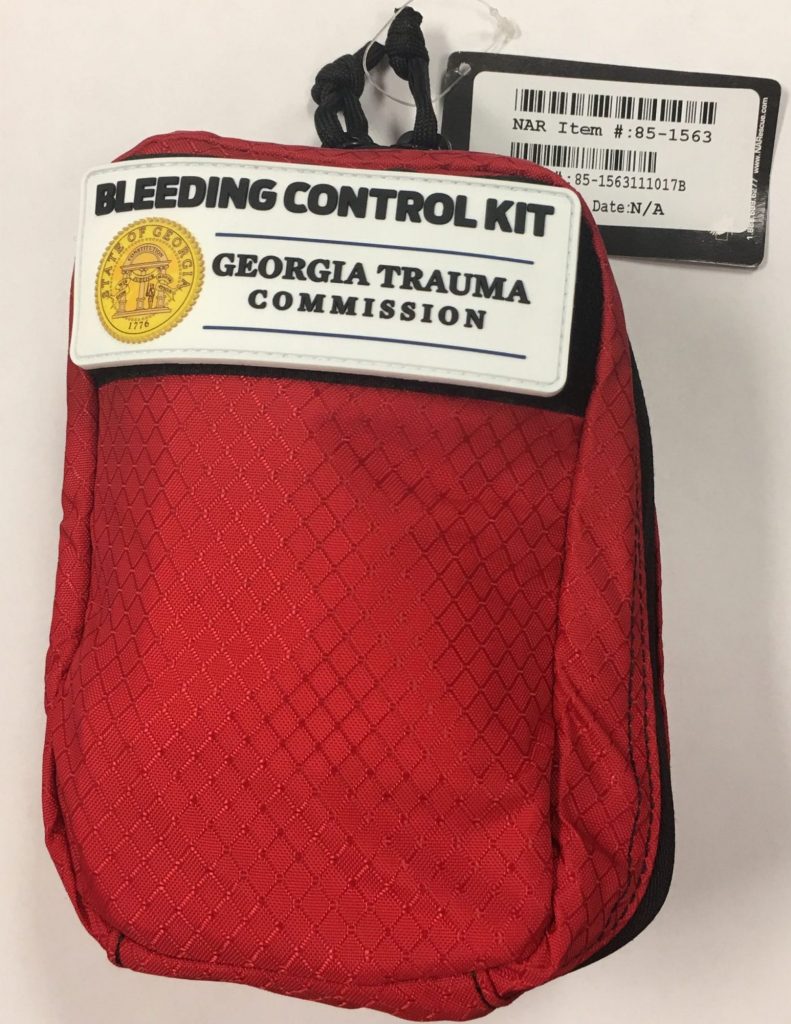 NAR Item #:85-1563
#:85-1563111017B
Date:N/A
BLEEDING CONTROL KIT
STATE OF GEORGIA
1776
GEORGIA TRAUMA
COMMISSION